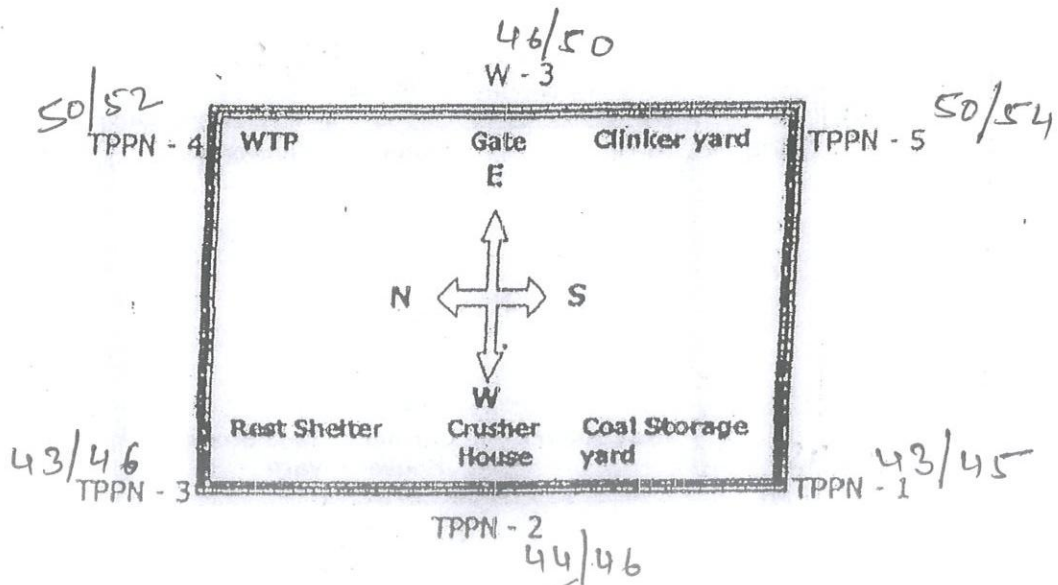 46/50
W - 3
50/52
50/54
TPPN - 4
WTP
Gate
Clinker yard
TPPN - 5
E
N
S
W
Rest Shelter
Crusher House
Coal Storage yard
43/46
43/45
TPPN - 3
TPPN - 1
TPPN - 2
44/46